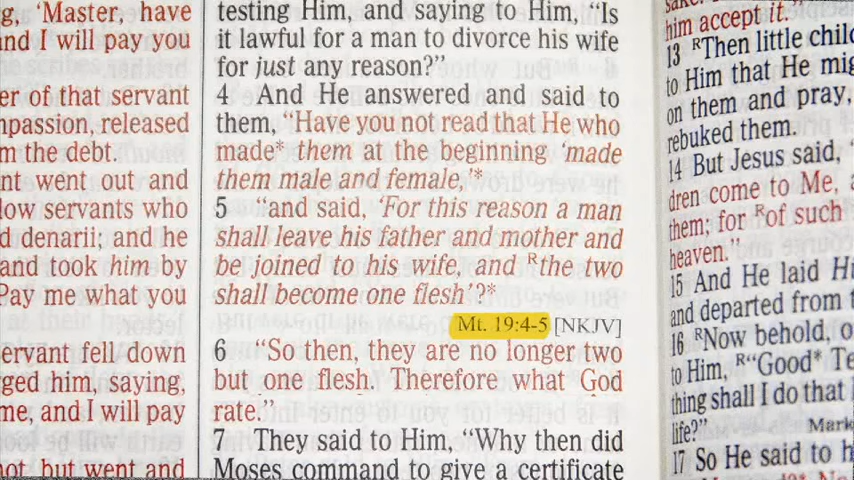 g, 'Master, have
nd I will pay you
er of that servant
npassion, released
m the debt.
nt went out and
low servants who
d denarii; and he
and took him by
Pay me what you
ervant fell down
ged him, saying,
me, and I will pay
not but went and
testing Him, and saying to Him, "Is
it lawful for a man to divorce his wife
for just any reason?"
4 And He answered and said to
them, "Have you not read that He who
made* them at the beginning 'made
them male and female,'*
5 "and said, 'For this reason a man
shall leave his father and mother and
be joined to his wife, and Rthe two
shall become one flesh'?*
Mt. 19:4-5 [NKJV]
6 "So then, they are no longer two
but one flesh. Therefore what God
rate."
7 They said to Him, "Why then did
Moses command to give a certificate
him accept it."
13 RThen little chil
to Him that He mig
on them and pray,
rebuked them.
14 But Jesus said, "
dren come to Me, a
them; for Rof such
heaven."
15 And He laid Hi
and departed from t
16 RNow behold, o
to Him, R"Good* Te
thing shall I do that I
life?" Mark
17 So He said to h